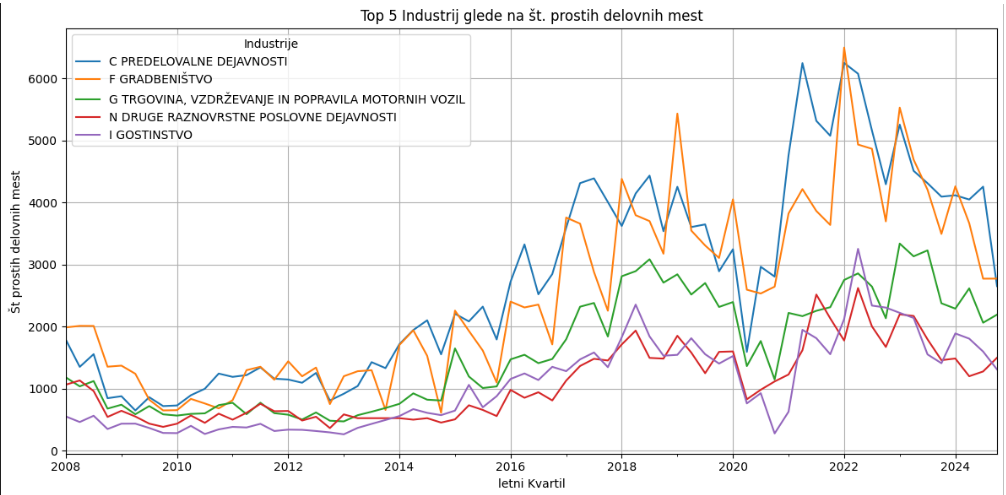 Top 5 Industrij glede na št. prostih delovnih mest
Industrije
C PREDELOVALNE DEJAVNOSTI
F GRADBENIŠTVO
G TRGOVINA, VZDRŽEVANJE IN POPRAVILA MOTORNIH VOZIL
N DRUGE RAZNOVRSTNE POSLOVNE DEJAVNOSTI
I GOSTINSTVO
Št prostih delovnih mest
6000
5000
4000
3000
2000
1000
0
2008
2010
2012
2014
2016
2018
2020
2022
2024
letni Kvartil